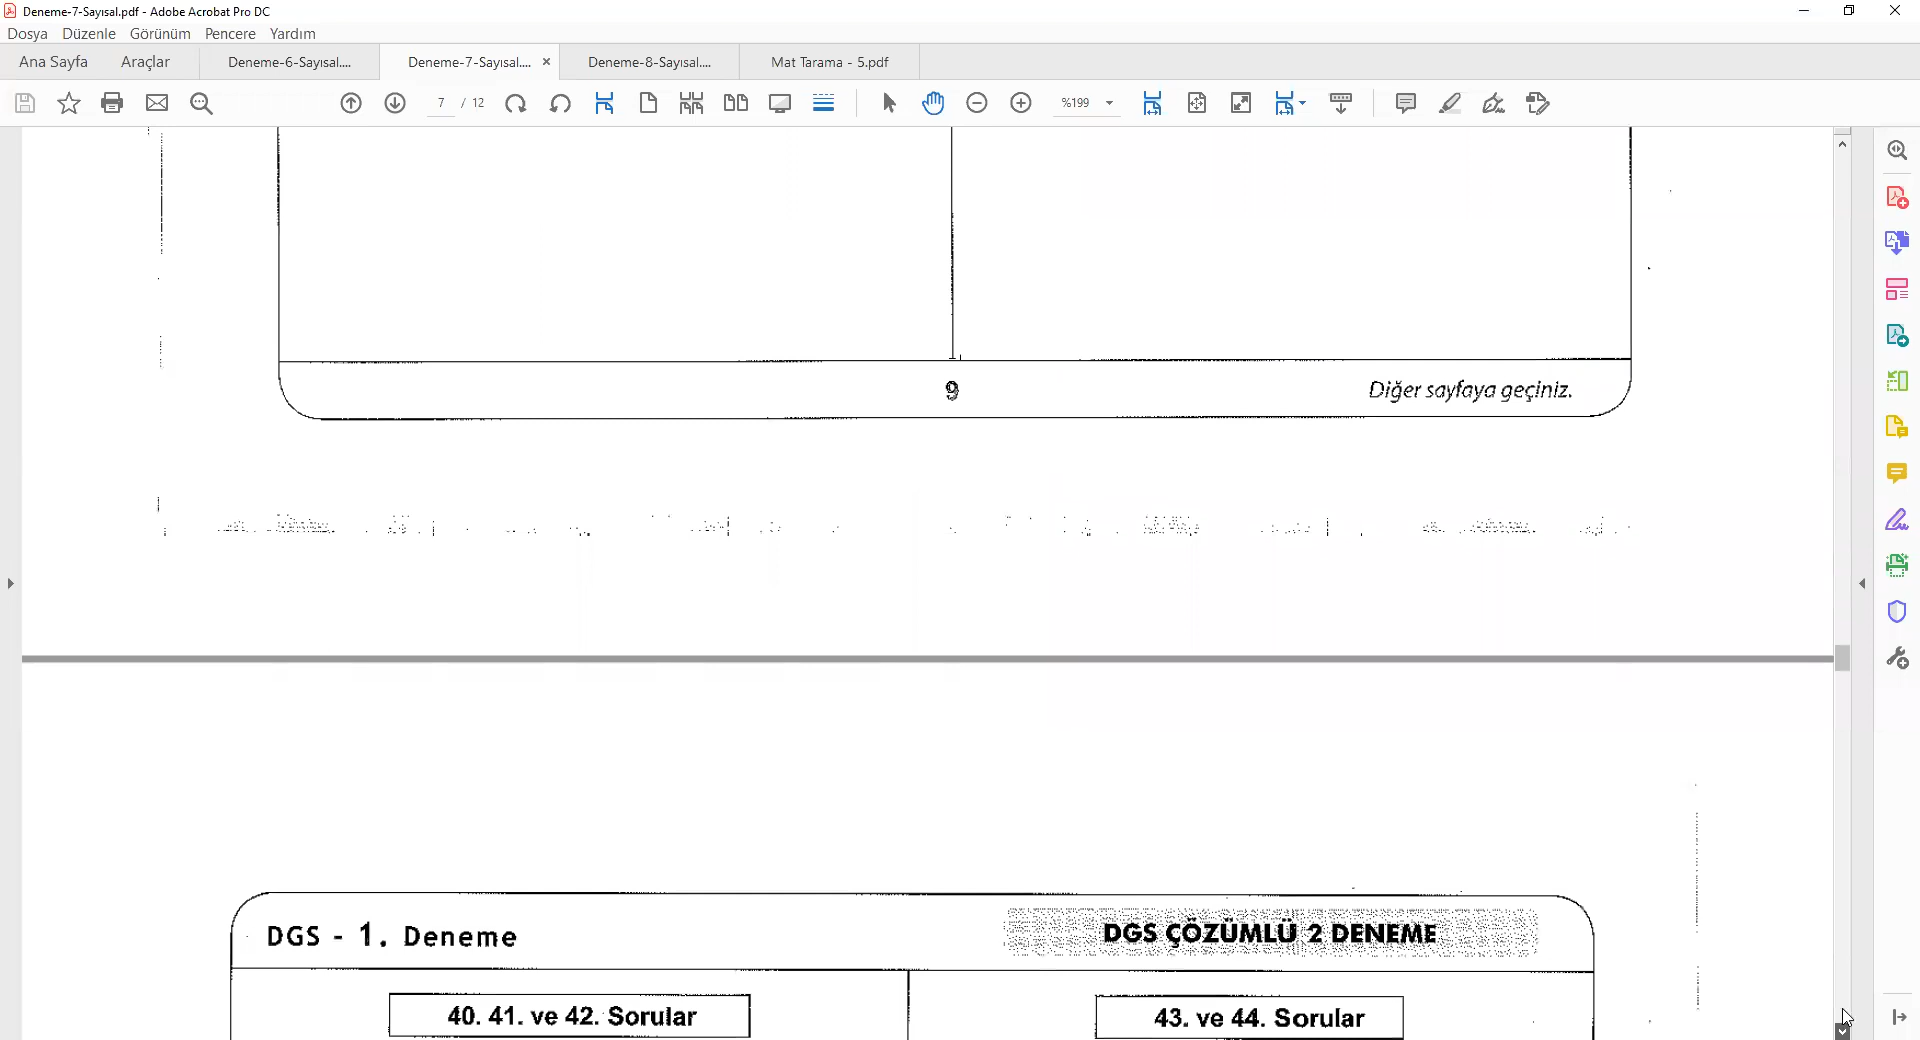 Deneme-7-Sayısal.pdf - Adobe Acrobat Pro DC
Dosya Düzenle Görünüm Pencere Yardım
Ana Sayfa Araçlar Deneme-6-Sayısal.... Deneme-7-Sayısal.... × Deneme-8-Sayısal.... Mat Tarama - 5.pdf
7 / 12 %199
9 Diğer sayfaya geçiniz.
DGS - 1. Deneme DGS ÇÖZÜMLÜ 2 DENEME
40. 41. ve 42. Sorular 43. ve 44. Sorular